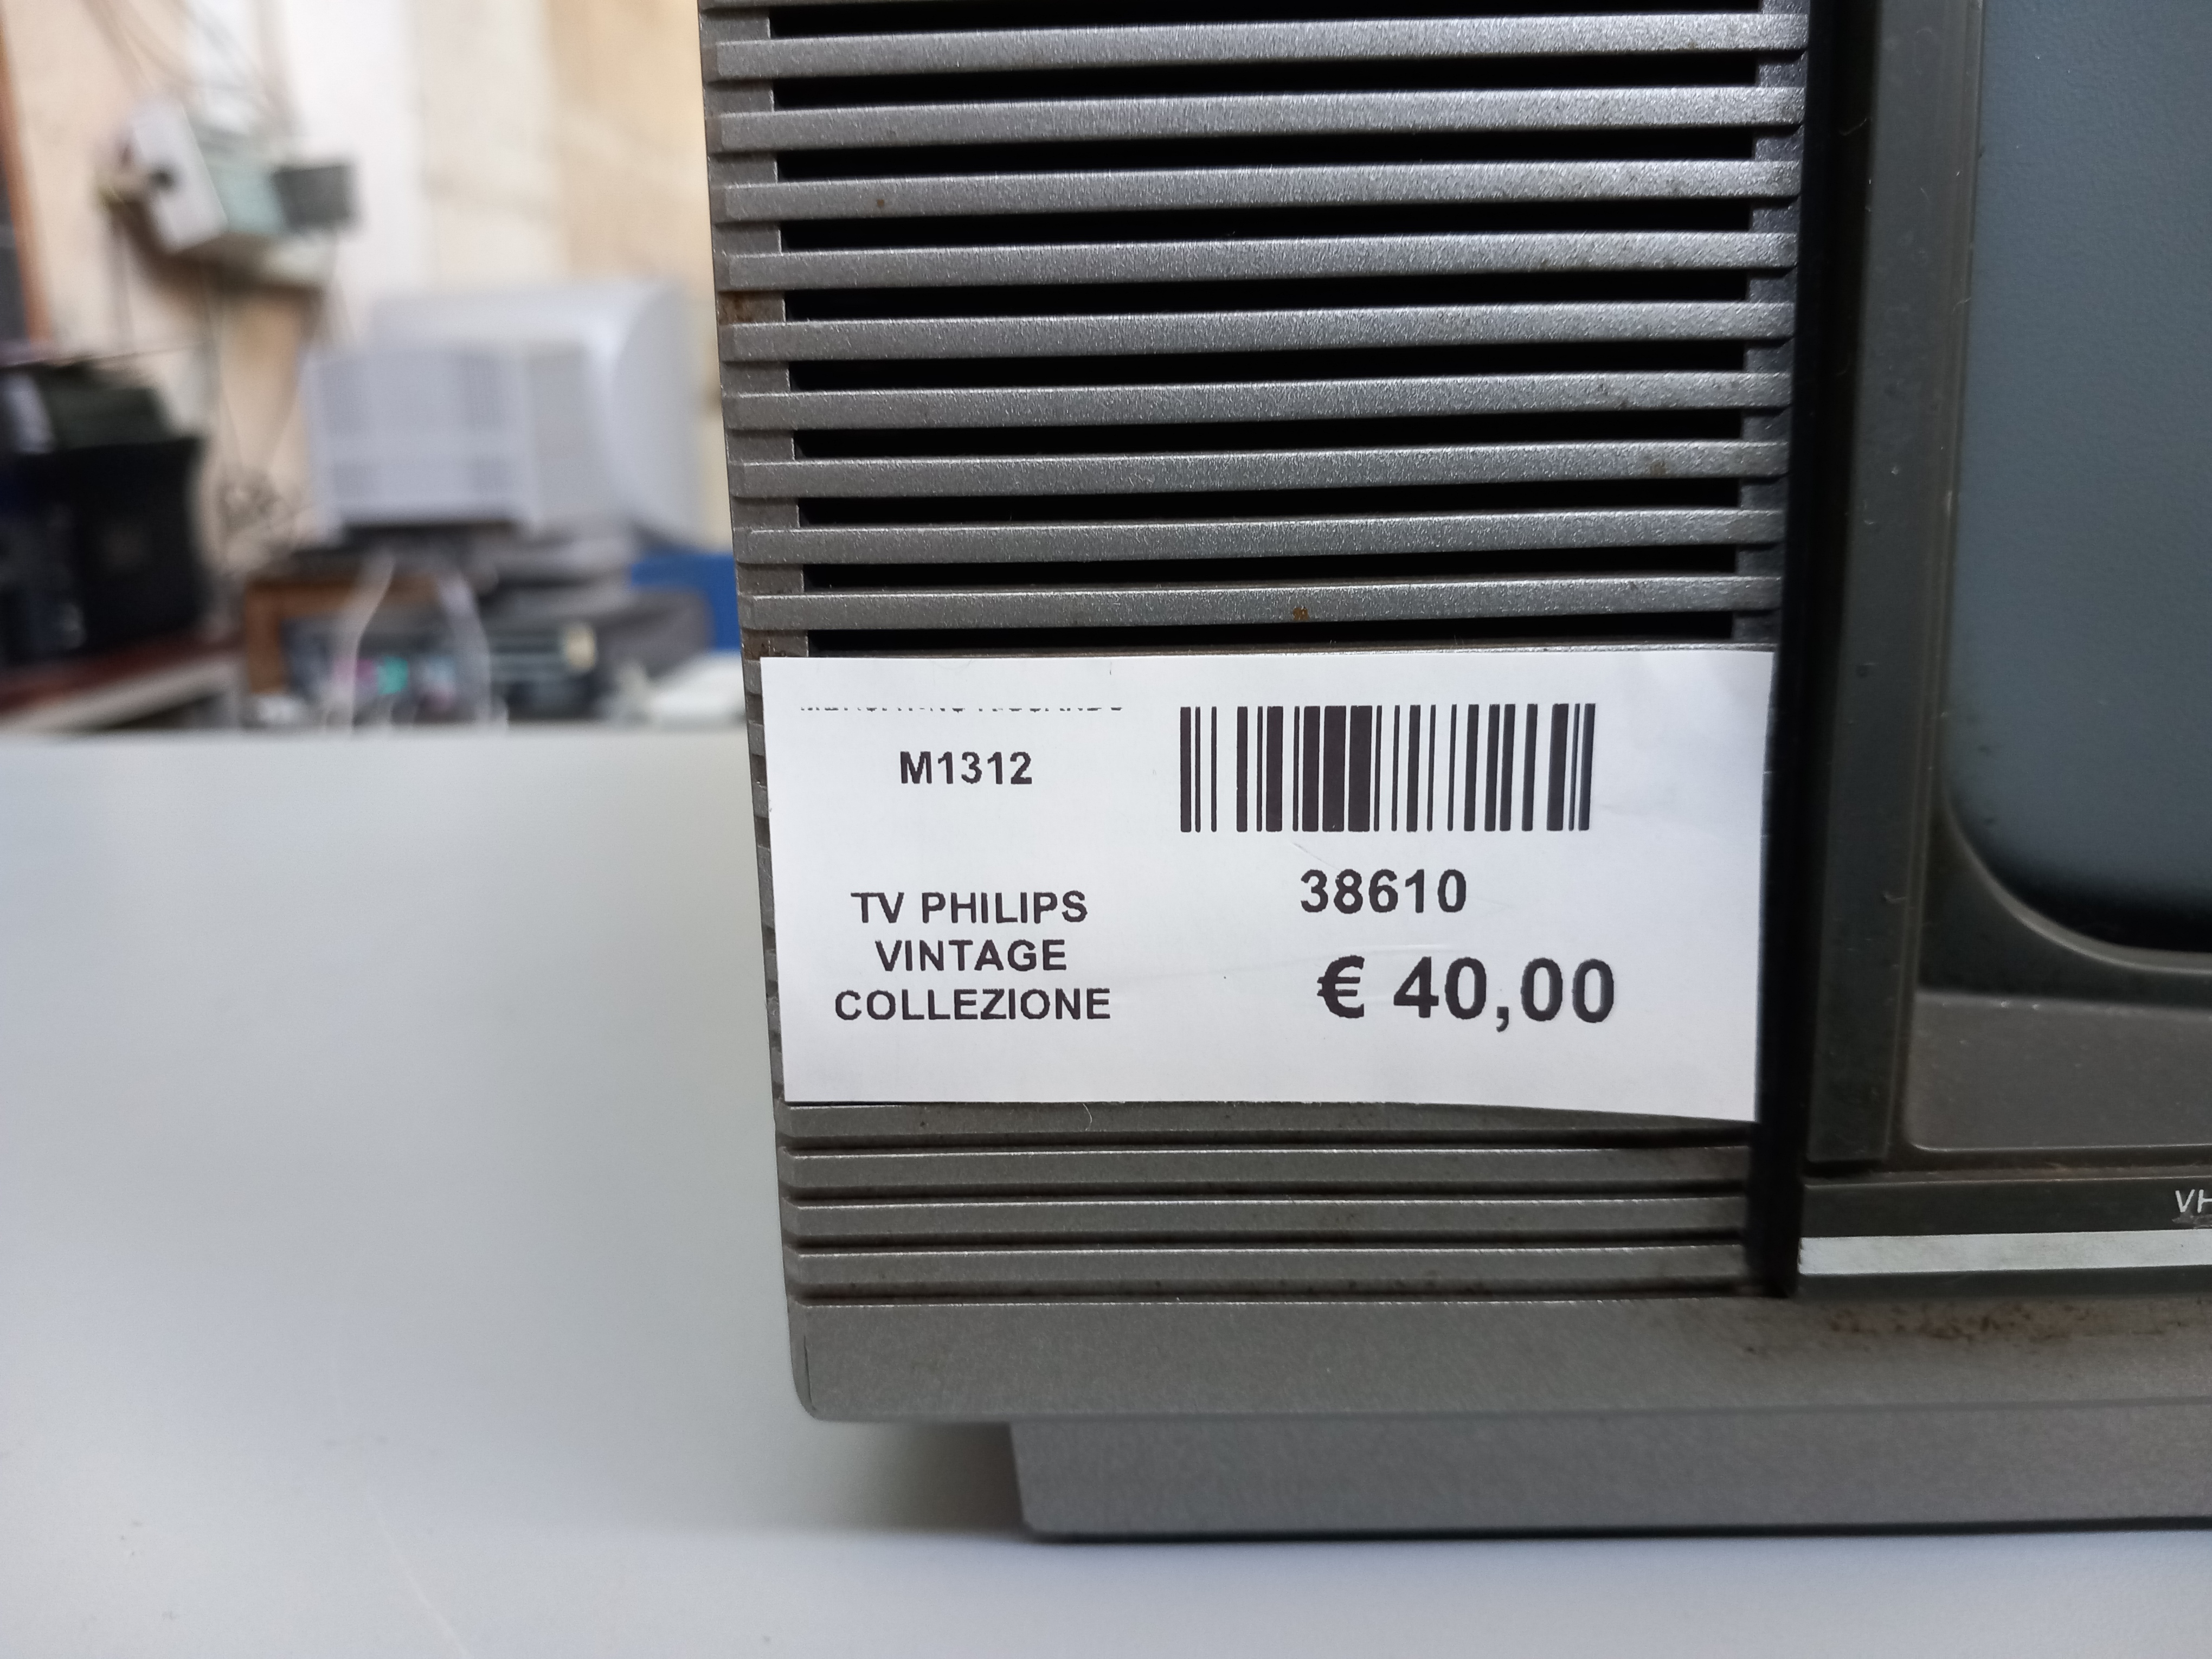 M1312
TV PHILIPS
VINTAGE
COLLEZIONE
38610
€ 40,00